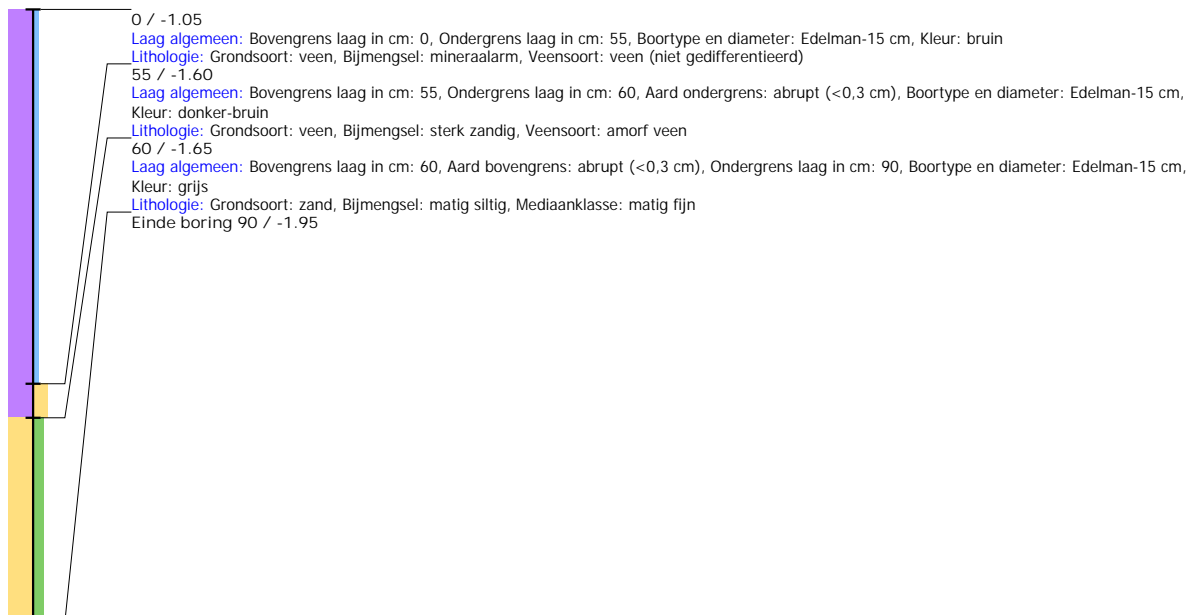 0 / -1.05
Laag algemeen: Bovengrens laag in cm: 0, Ondergrens laag in cm: 55, Boortype en diameter: Edelman-15 cm, Kleur: bruin
Lithologie: Grondsoort: veen, Bijmengsel: mineraalarm, Veensoort: veen (niet gedifferentieerd)
55 / -1.60
Laag algemeen: Bovengrens laag in cm: 55, Ondergrens laag in cm: 60, Aard ondergrens: abrupt (<0,3 cm), Boortype en diameter: Edelman-15 cm,
Kleur: donker-bruin
Lithologie: Grondsoort: veen, Bijmengsel: sterk zandig, Veensoort: amorf veen
60 / -1.65
Laag algemeen: Bovengrens laag in cm: 60, Aard bovengrens: abrupt (<0,3 cm), Ondergrens laag in cm: 90, Boortype en diameter: Edelman-15 cm,
Kleur: grijs
Lithologie: Grondsoort: zand, Bijmengsel: matig siltig, Mediaanklasse: matig fijn
Einde boring 90 / -1.95